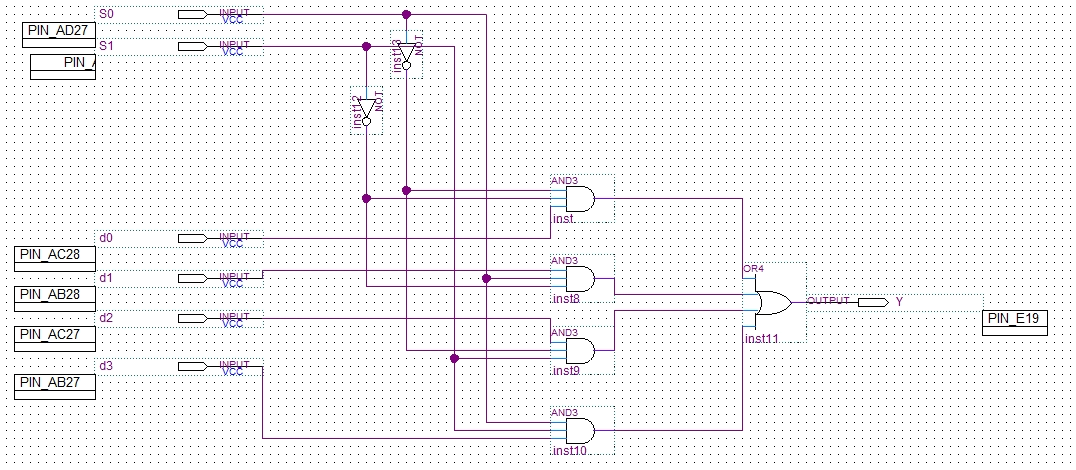 S0 INPUT
VCC
PIN_AD27
S1 INPUT
VCC
PIN_A
inst13
NOT
inst12
NOT
AND3
inst
d0 INPUT
VCC
PIN_AC28
AND3
d1 INPUT
VCC
inst8
PIN_AB28
OR4
OUTPUT Y
d2 INPUT
VCC
PIN_E19
PIN_AC27
AND3
inst11
d3 INPUT
VCC
inst9
PIN_AB27
AND3
inst10